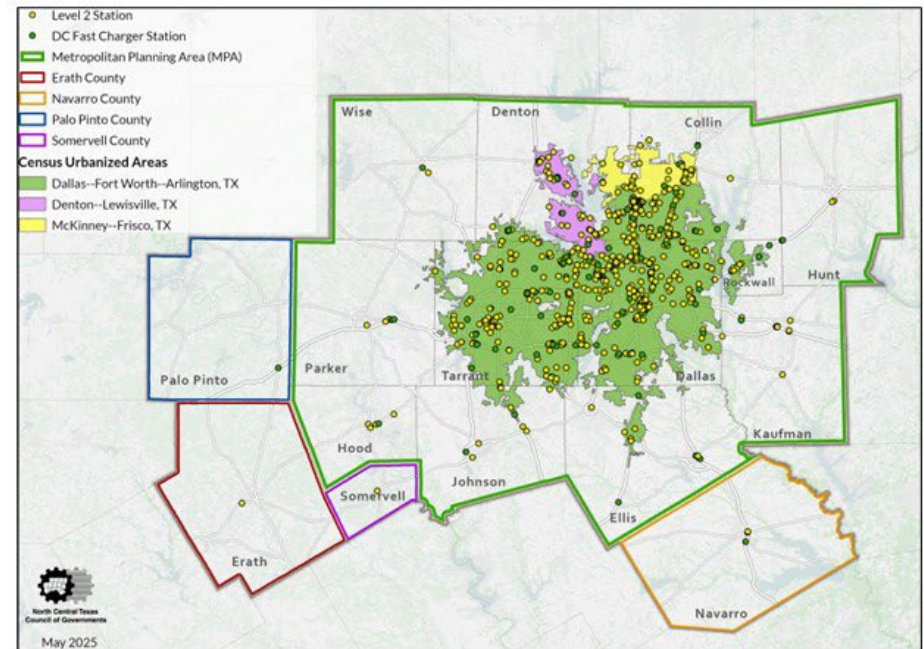 Level 2 Station
DC Fast Charger Station
Metropolitan Planning Area (MPA)
Erath County
Navarro County
Palo Pinto County
Somervell County
Census Urbanized Areas
Dallas--Fort Worth--Arlington, TX
Denton--Lewisville, TX
McKinney--Frisco, TX
Wise
Denton
Collin
Hunt
Rockwall
Palo Pinto
Parker
Tarrant
Dallas
Kaufman
Hood
Johnson
Somervell
Ellis
Erath
Navarro
North Central Texas
Council of Governments
May 2025